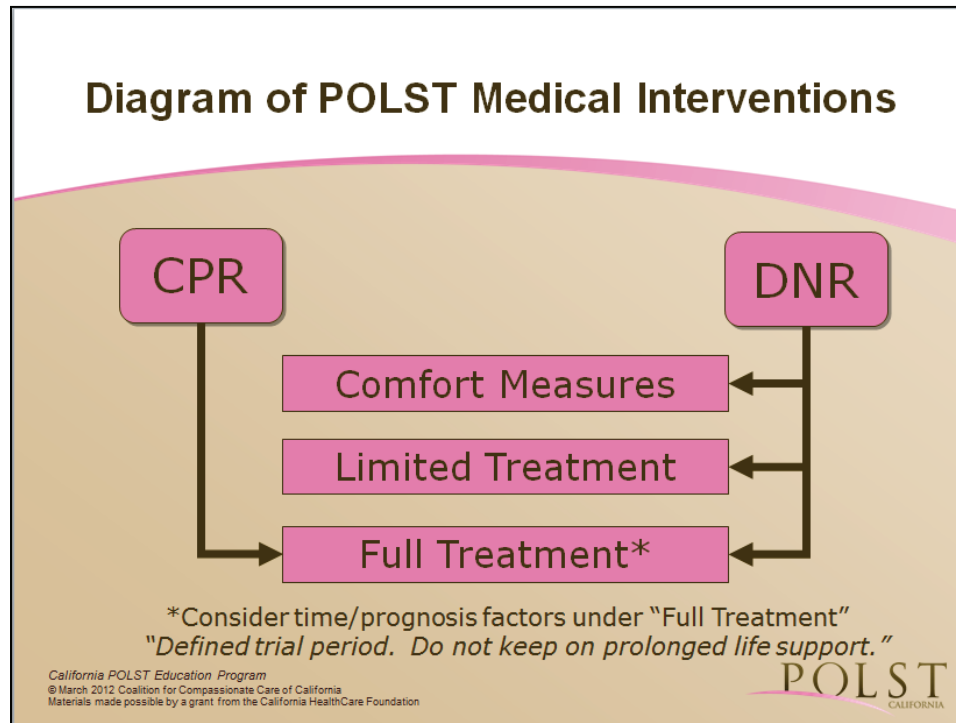 Diagram of POLST Medical Interventions
CPR
DNR
Comfort Measures
Limited Treatment
Full Treatment*
*Consider time/prognosis factors under “Full Treatment”
“Defined trial period.  Do not keep on prolonged life support.”
California POLST Education Program
© March 2012 Coalition for Compassionate Care of California
Materials made possible by a grant from the California HealthCare Foundation
POLST
CALIFORNIA